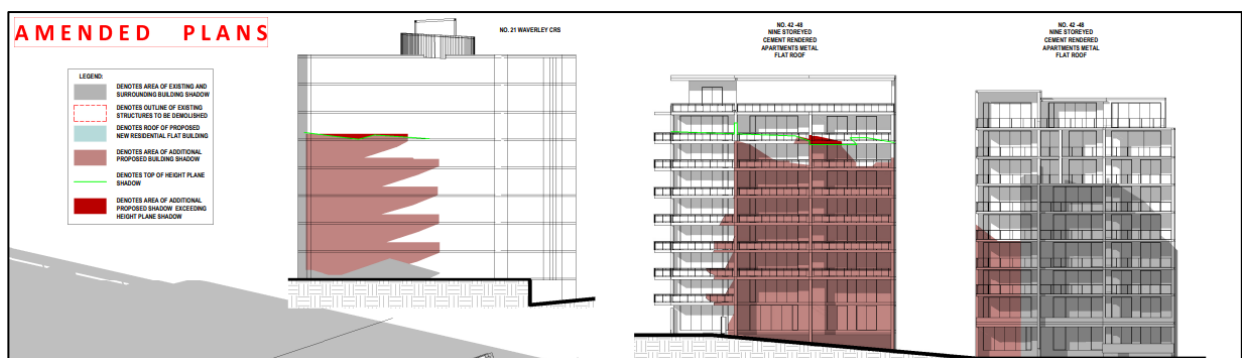 AMENDED PLANS
LEGEND:
DENOTES AREA OF EXISTING AND
SURROUNDING BUILDING SHADOW
DENOTES OUTLINE OF EXISTING
STRUCTURES TO BE DEMOLISHED
DENOTES ROOF OF PROPOSED
NEW RESIDENTIAL FLAT BUILDING
DENOTES AREA OF ADDITIONAL
PROPOSED BUILDING SHADOW
DENOTES TOP OF HEIGHT PLANE
SHADOW
DENOTES AREA OF ADDITIONAL
PROPOSED SHADOW EXCEEDING
HEIGHT PLANE SHADOW
NO. 21 WAVERLEY CRS
NO. 42 -48
NINE STOREYED
CEMENT RENDERED
APARTMENTS METAL
FLAT ROOF
NO. 42 -48
NINE STOREYED
CEMENT RENDERED
APARTMENTS METAL
FLAT ROOF